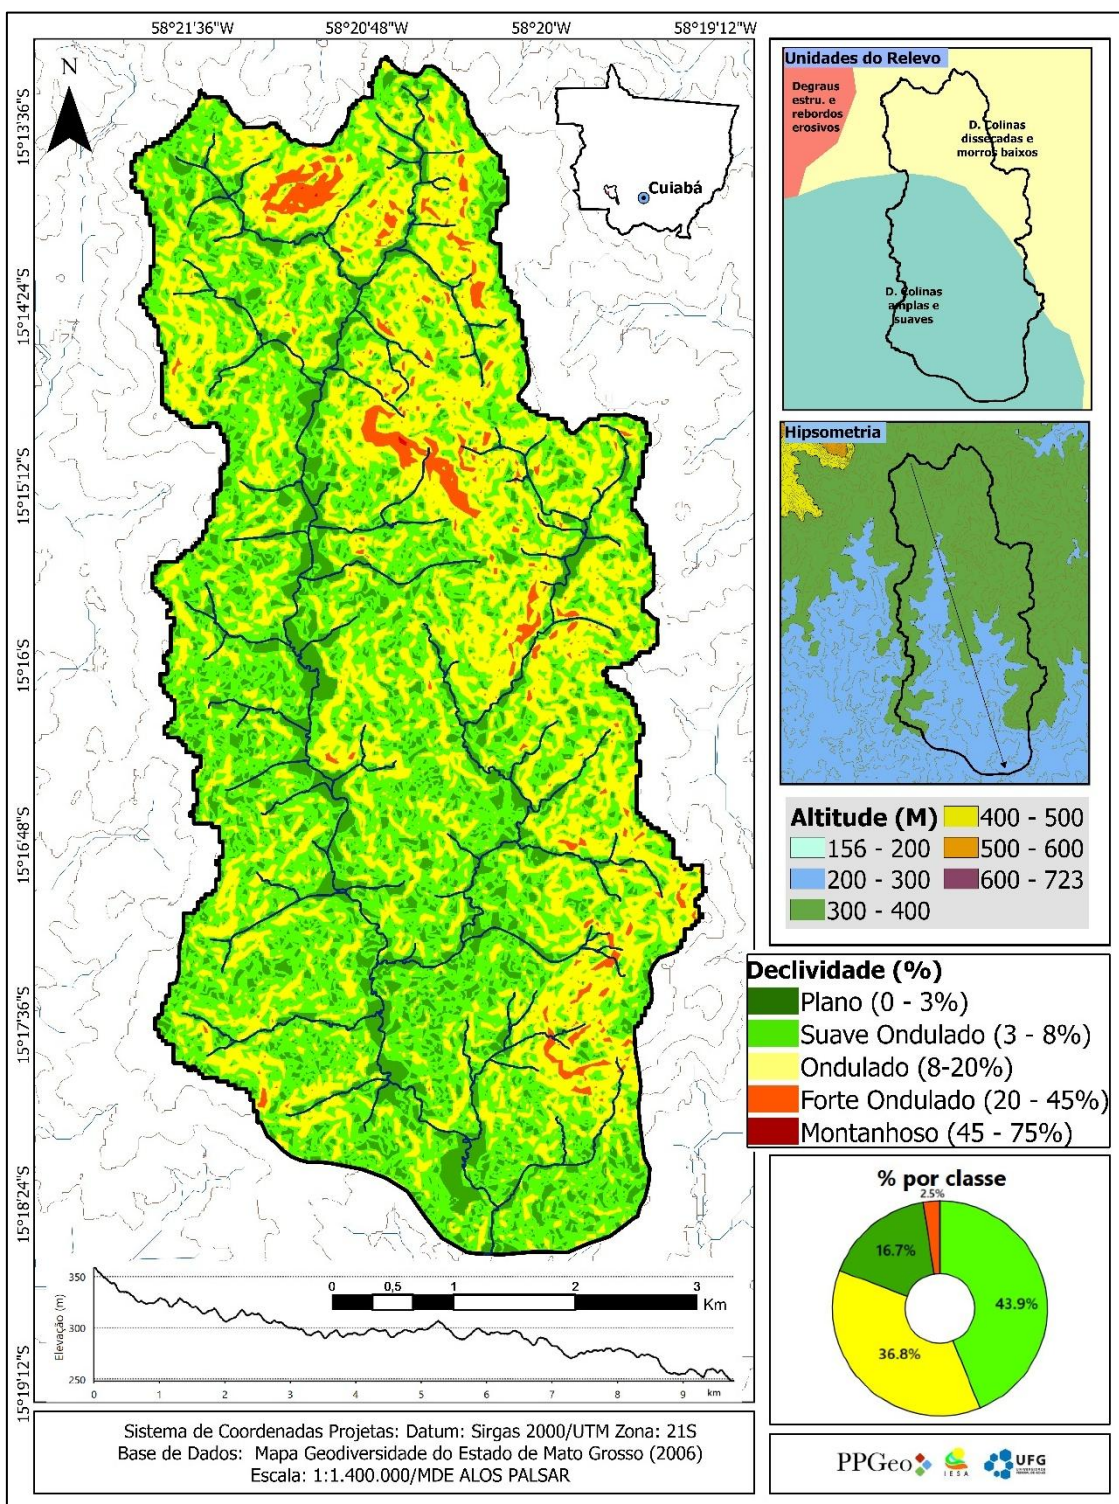 58°21'36"W
58°20'48"W
58°20'W
58°19'12"W
N
15°13'36"S
15°14'24"S
15°15'12"S
15°16'S
15°16'48"S
15°17'36"S
15°18'24"S
15°19'12"S
Cuiabá
Unidades do Relevo
Degraus
estru. e
rebordos
erosivos
D. Colinas
dissecadas e
morros baixos
D. Colinas
amplas e
suaves
Hipsometria
Altitude (M)
156 - 200
200 - 300
300 - 400
400 - 500
500 - 600
600 - 723
Declividade (%)
Plano (0 - 3%)
Suave Ondulado (3 - 8%)
Ondulado (8-20%)
Forte Ondulado (20 - 45%)
Montanhoso (45 - 75%)
% por classe
2.5%
16.7%
43.9%
36.8%
0 0,5 1 2 3
Km
Elevação (m)
350
300
250
0 1 2 3 4 5 6 7 8 9 km
Sistema de Coordenadas Projetas: Datum: Sirgas 2000/UTM Zona: 21S
Base de Dados: Mapa Geodiversidade do Estado de Mato Grosso (2006)
Escala: 1:1.400.000/MDE ALOS PALSAR
PPGeo
IESA
UFG